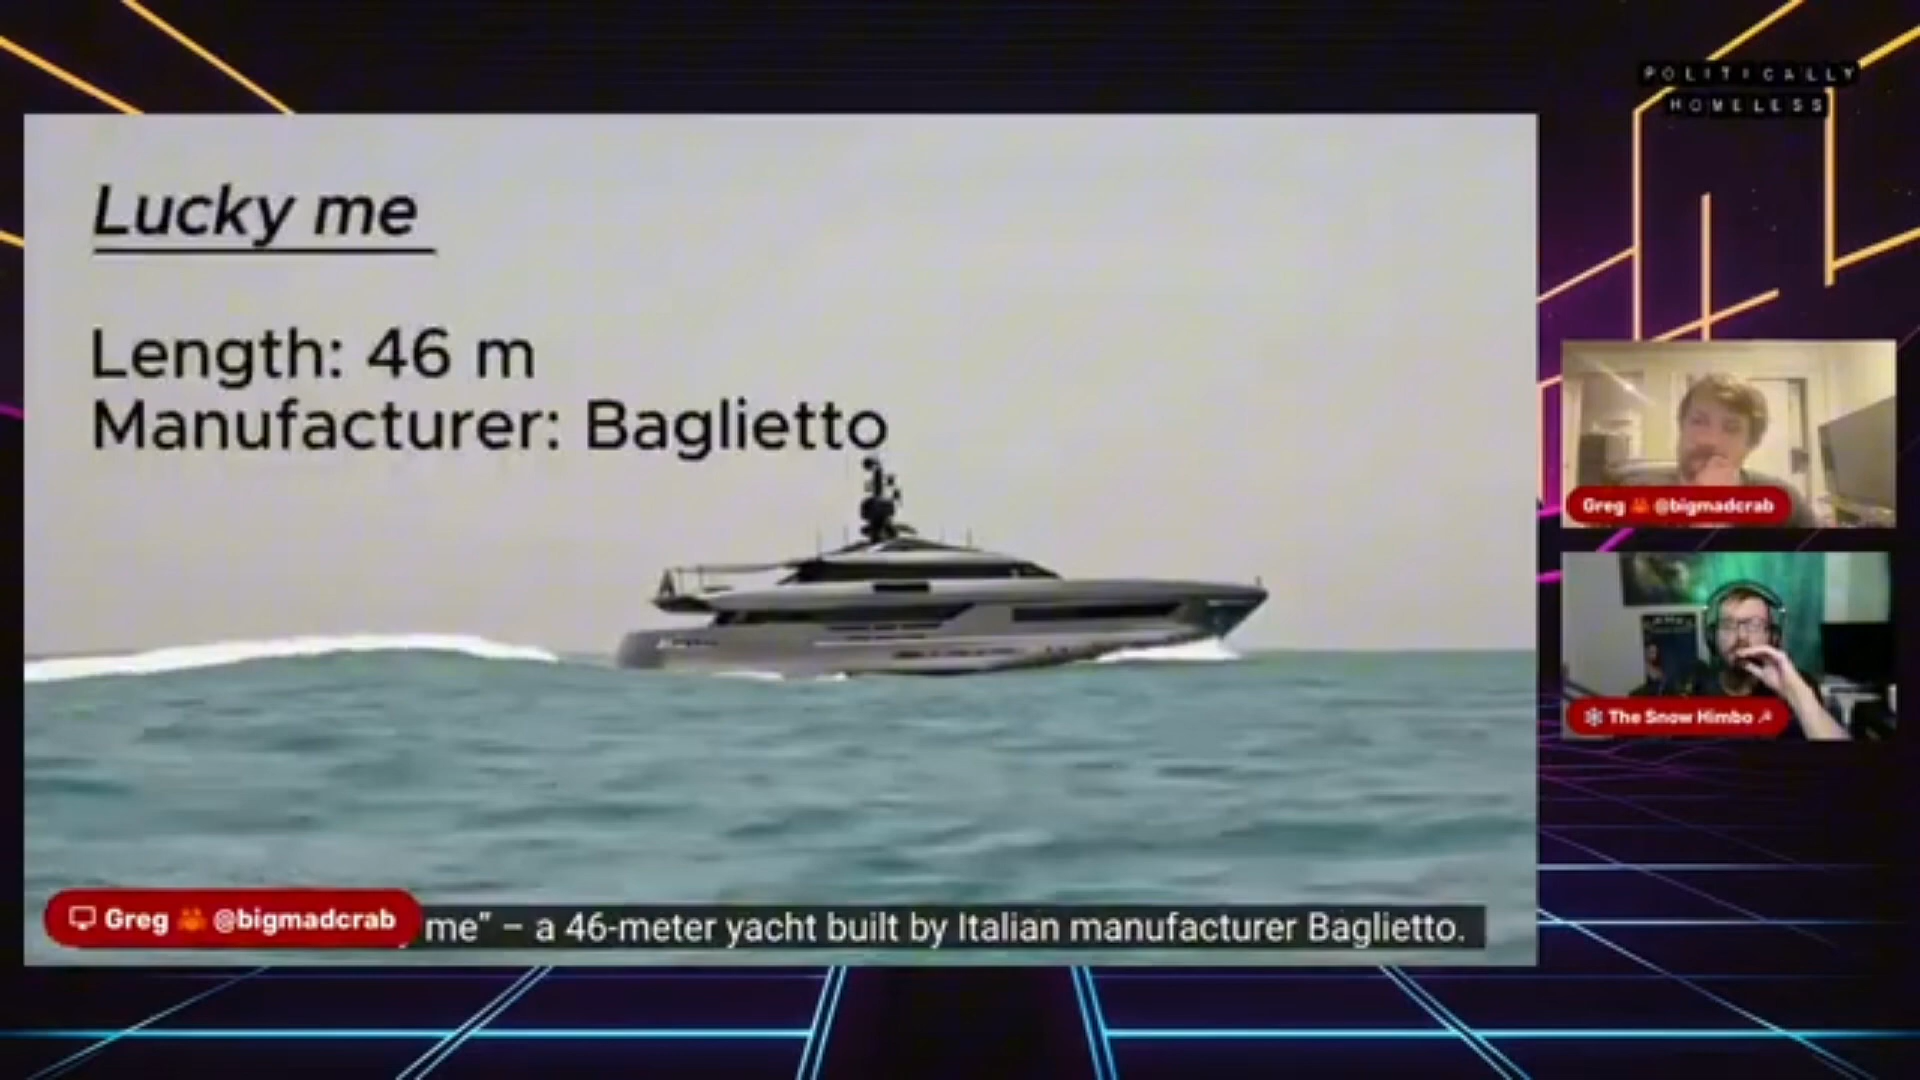 POLITICALLY
HOMELESS
Lucky me
Length: 46 m
Manufacturer: Baglietto
Greg @bigmadcrab
The Snow Himbo
Greg @bigmadcrab
me” – a 46-meter yacht built by Italian manufacturer Baglietto.